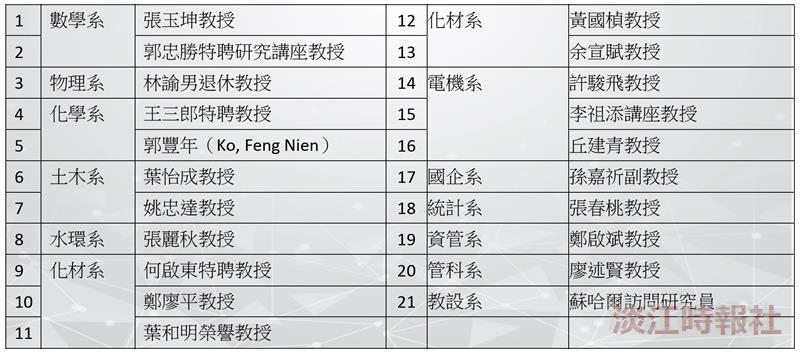 1 數學系 張玉坤教授 12 化材系 黃國楨教授
2 郭忠勝特聘研究講座教授 13 余宣賦教授
3 物理系 林諭男退休教授 14 電機系 許駿飛教授
4 化學系 王三郎特聘教授 15 李祖添講座教授
5 郭豐年（Ko, Feng Nien） 16 丘建青教授
6 土木系 葉怡成教授 17 國企系 孫嘉祈副教授
7 姚忠達教授 18 統計系 張春桃教授
8 水環系 張麗秋教授 19 資管系 鄭啟斌教授
9 化材系 何啟東特聘教授 20 管科系 廖述賢教授
10 鄭廖平教授 21 教設系 蘇哈爾訪問研究員
11 葉和明榮譽教授
淡江時報社